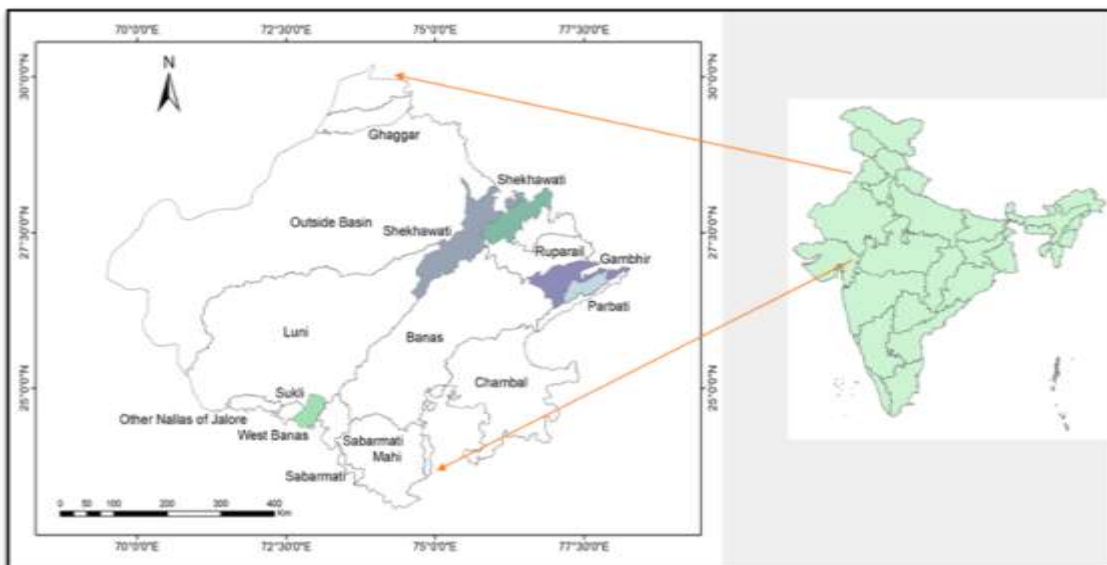 70°0'0"E 72°30'0"E 75°0'0"E 77°30'0"E
N
30°0'0"N 30°0'0"N
Ghaggar
Shekhawati
Outside Basin
Shekhawati
27°30'0"N 27°30'0"N
Ruparail
Gambhir
Parbati
Luni
Banas
Chambal
25°0'0"N 25°0'0"N
Sukli
Other Nallas of Jalore
West Banas
Sabarmati
Mahi
Sabarmati
0 50 100 200 300 400
Km
70°0'0"E 72°30'0"E 75°0'0"E 77°30'0"E